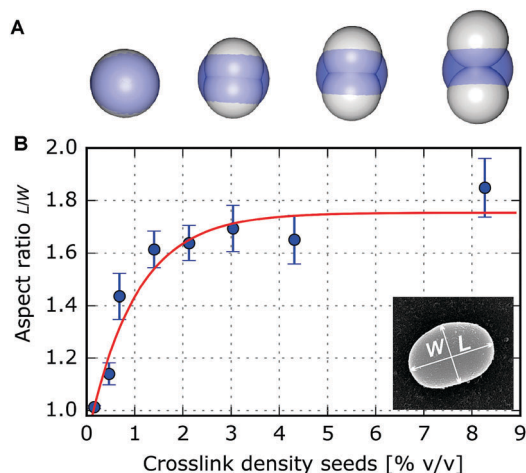 A
B
Aspect ratio L/W
2.0
1.8
1.6
1.4
1.2
1.0
W L
0 1 2 3 4 5 6 7 8 9
Crosslink density seeds [% v/v]